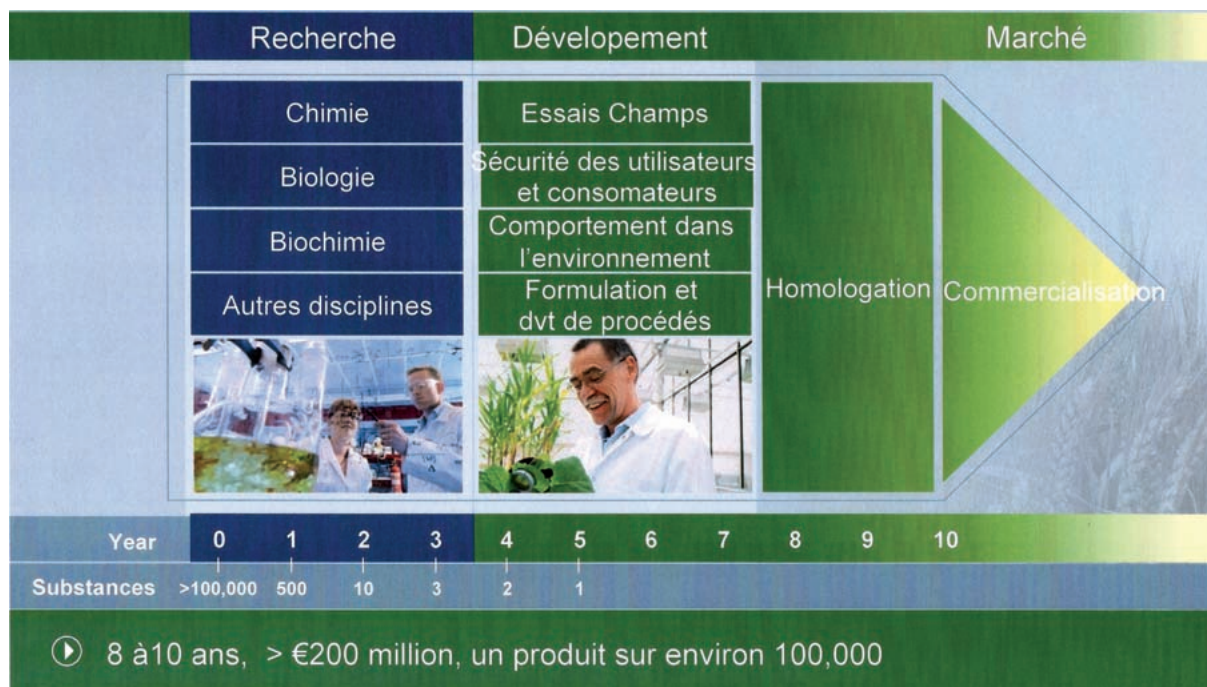 Recherche
Dévelopement
Marché
Chimie
Biologie
Biochimie
Autres disciplines
Essais Champs
Sécurité des utilisateurs
et consomateurs
Comportement dans
l'environnement
Formulation et
dvt de procédés
Homologation
Commercialisation
Year 0 1 2 3 4 5 6 7 8 9 10
Substances >100,000 500 10 3 2 1
8 à10 ans, > €200 million, un produit sur environ 100,000